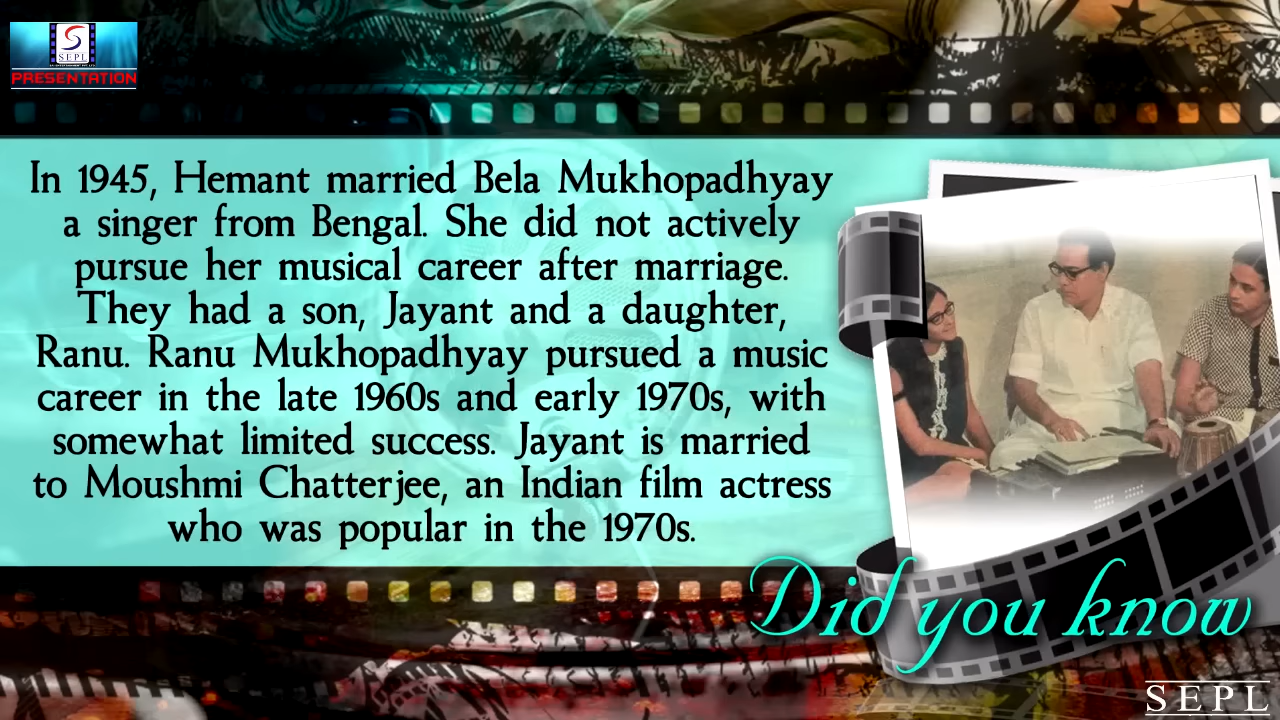 SEPL
PRESENTATION
In 1945, Hemant married Bela Mukhopadhyay
a singer from Bengal. She did not actively
pursue her musical career after marriage.
They had a son, Jayant and a daughter,
Ranu. Ranu Mukhopadhyay pursued a music
career in the late 1960s and early 1970s, with
somewhat limited success. Jayant is married
to Moushmi Chatterjee, an Indian film actress
who was popular in the 1970s.
Did you know
SEPL